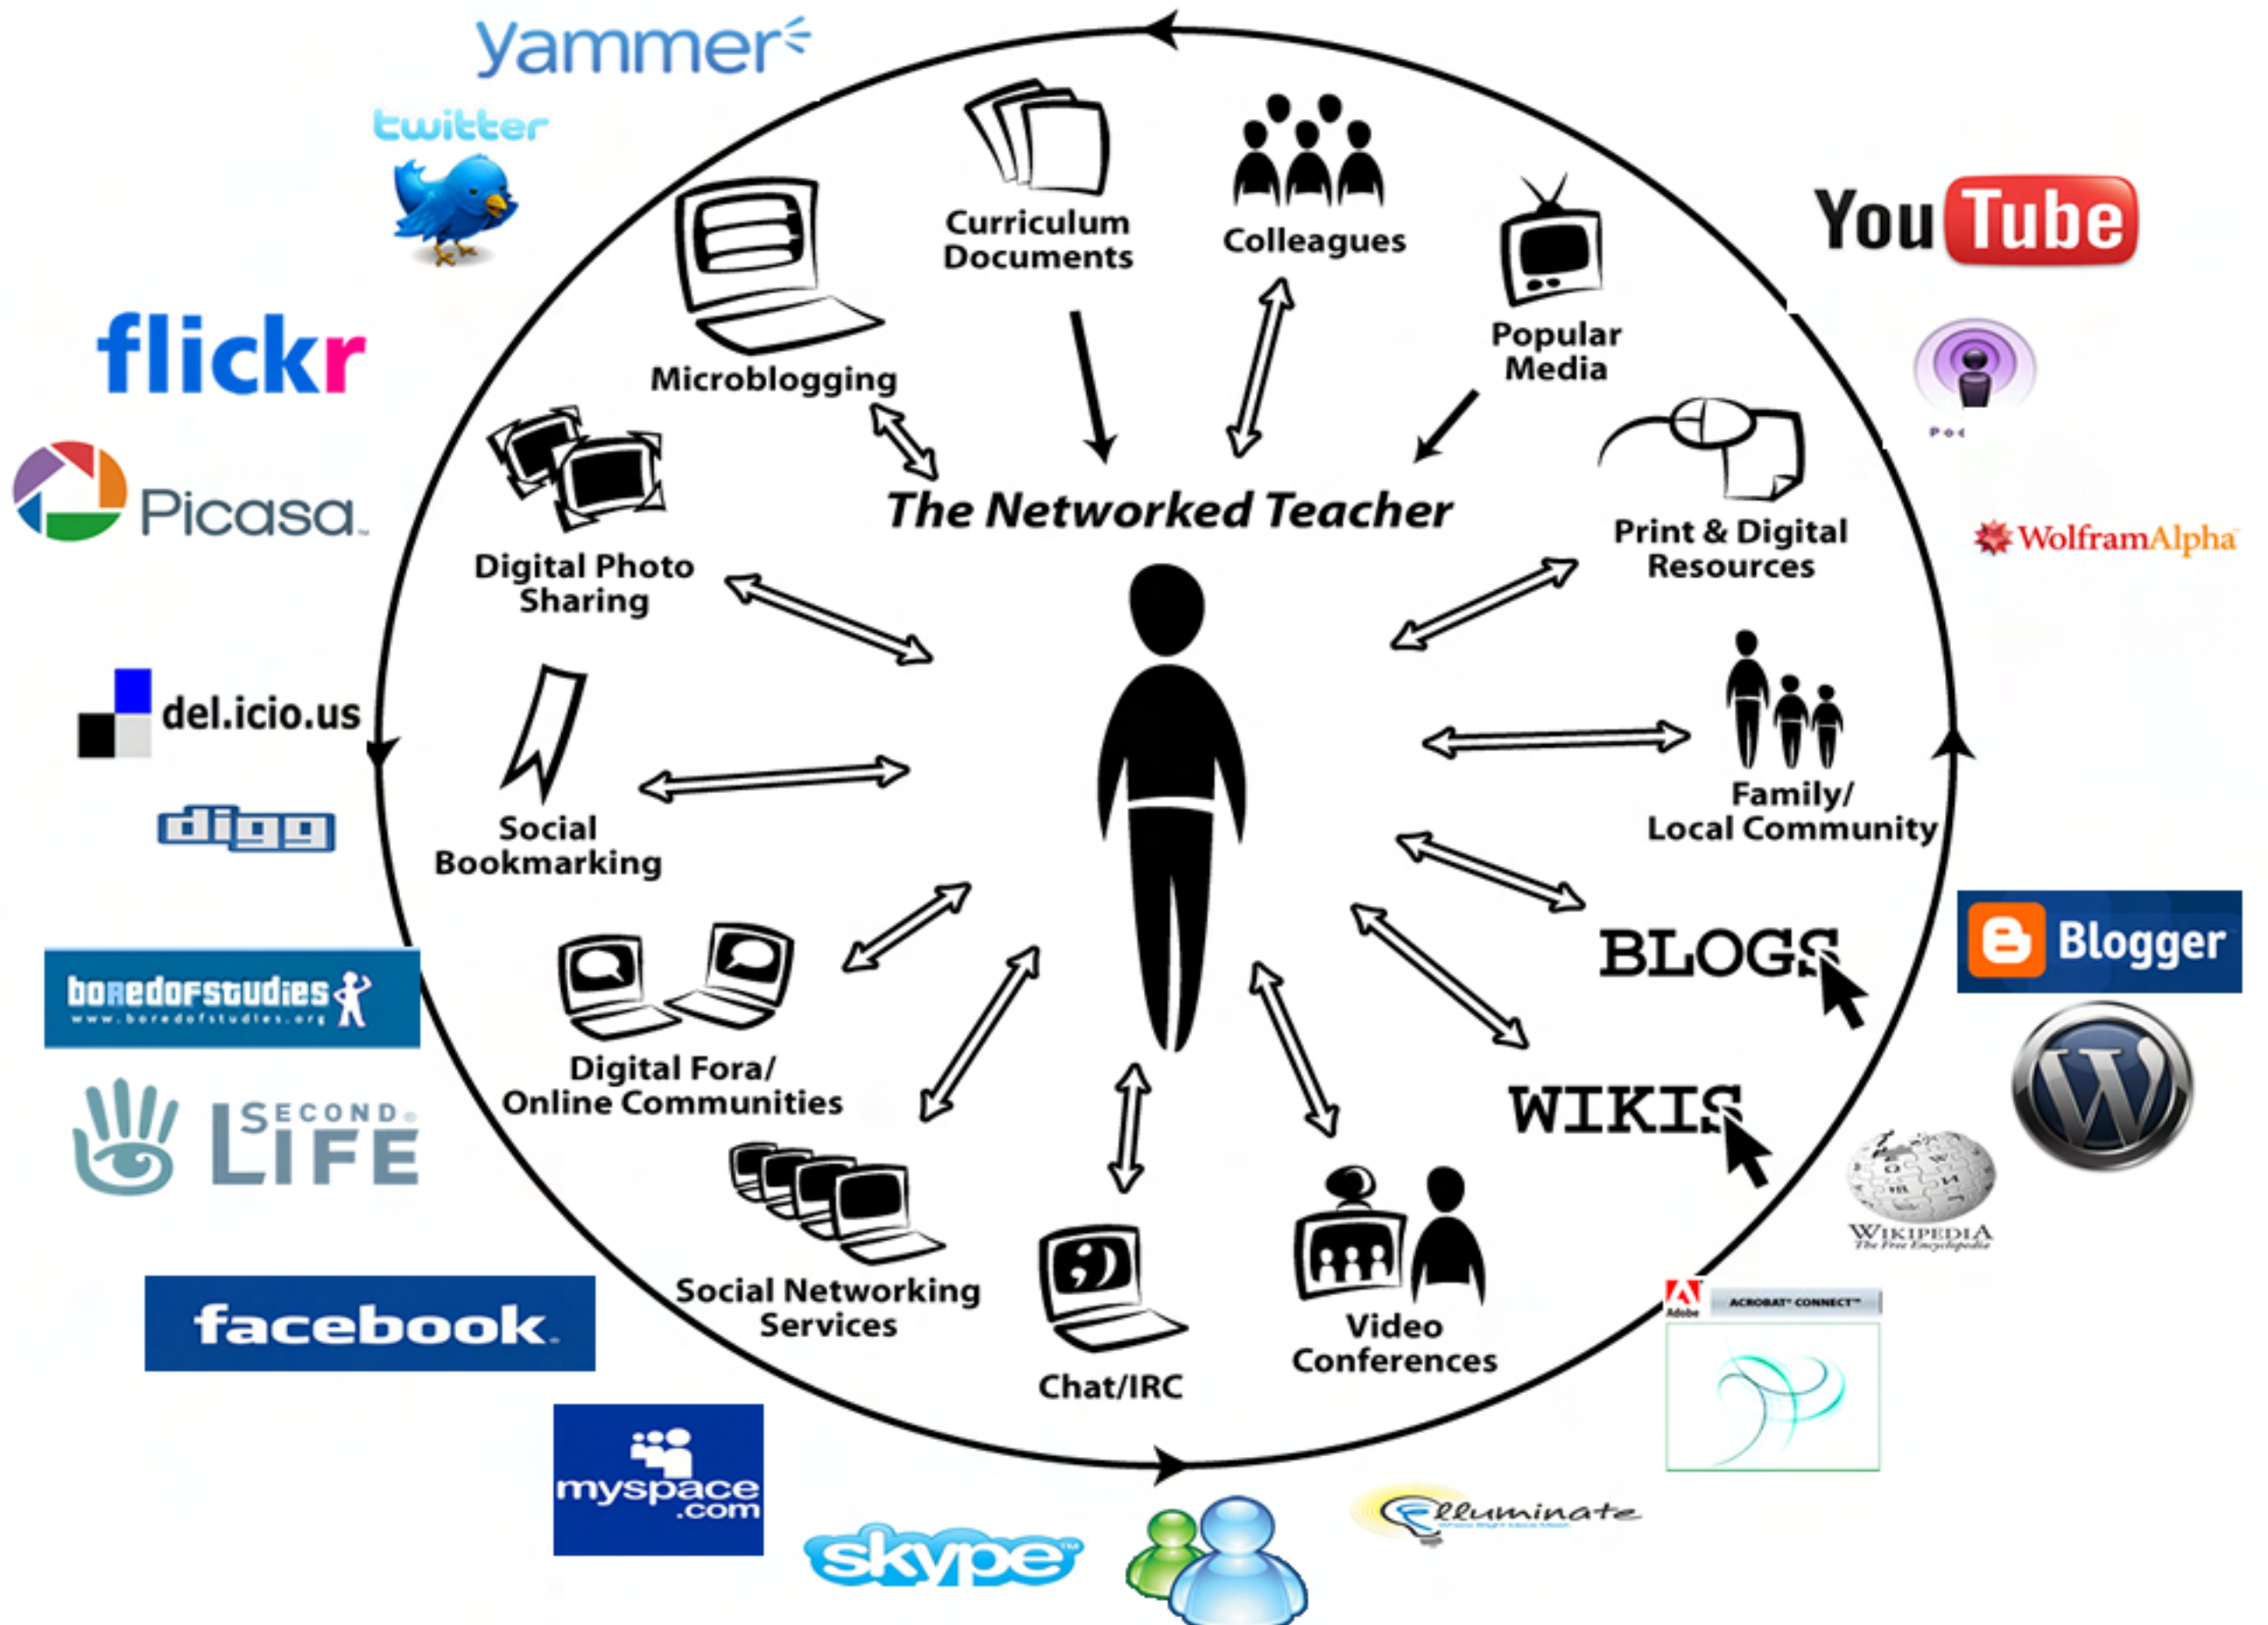 yammer
twitter
flickr
Picasa
del.icio.us
digg
boredofstudies
www.boredofstudies.org
SECOND
LIFE
facebook.
myspace
.com
skype
Elluminate
Adobe
ACROBAT® CONNECT™
WIKIPEDIA
The Free Encyclopedia
Blogger
WolframAlpha
YouTube
Curriculum
Documents
Colleagues
Popular
Media
Print & Digital
Resources
Family/
Local Community
BLOGS
WIKIS
Video
Conferences
Chat/IRC
Social Networking
Services
Digital Fora/
Online Communities
Social
Bookmarking
Digital Photo
Sharing
Microblogging
The Networked Teacher